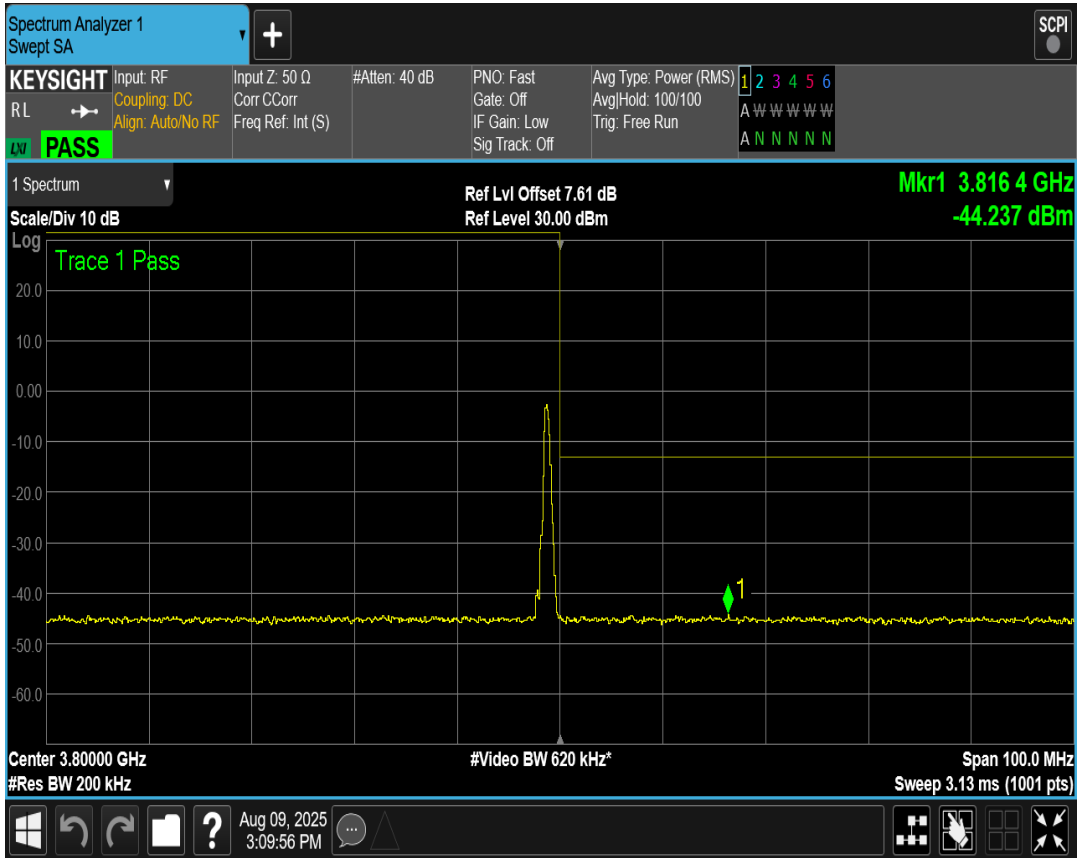 Spectrum Analyzer 1
Swept SA
+
SCPI
KEYSIGHT
RL
LXI PASS
Input: RF
Coupling: DC
Align: Auto/No RF
Input Z: 50 Ω
Corr CCorr
Freq Ref: Int (S)
#Atten: 40 dB
PNO: Fast
Gate: Off
IF Gain: Low
Sig Track: Off
Avg Type: Power (RMS)
Avg|Hold: 100/100
Trig: Free Run
1 2 3 4 5 6
A W W W W W
A N N N N N
1 Spectrum
Scale/Div 10 dB
Ref Lvl Offset 7.61 dB
Ref Level 30.00 dBm
Mkr1 3.816 4 GHz
-44.237 dBm
Log
Trace 1 Pass
20.0
10.0
0.00
-10.0
-20.0
-30.0
-40.0
1
-50.0
-60.0
Center 3.80000 GHz
#Res BW 200 kHz
#Video BW 620 kHz*
Span 100.0 MHz
Sweep 3.13 ms (1001 pts)
?
Aug 09, 2025
3:09:56 PM